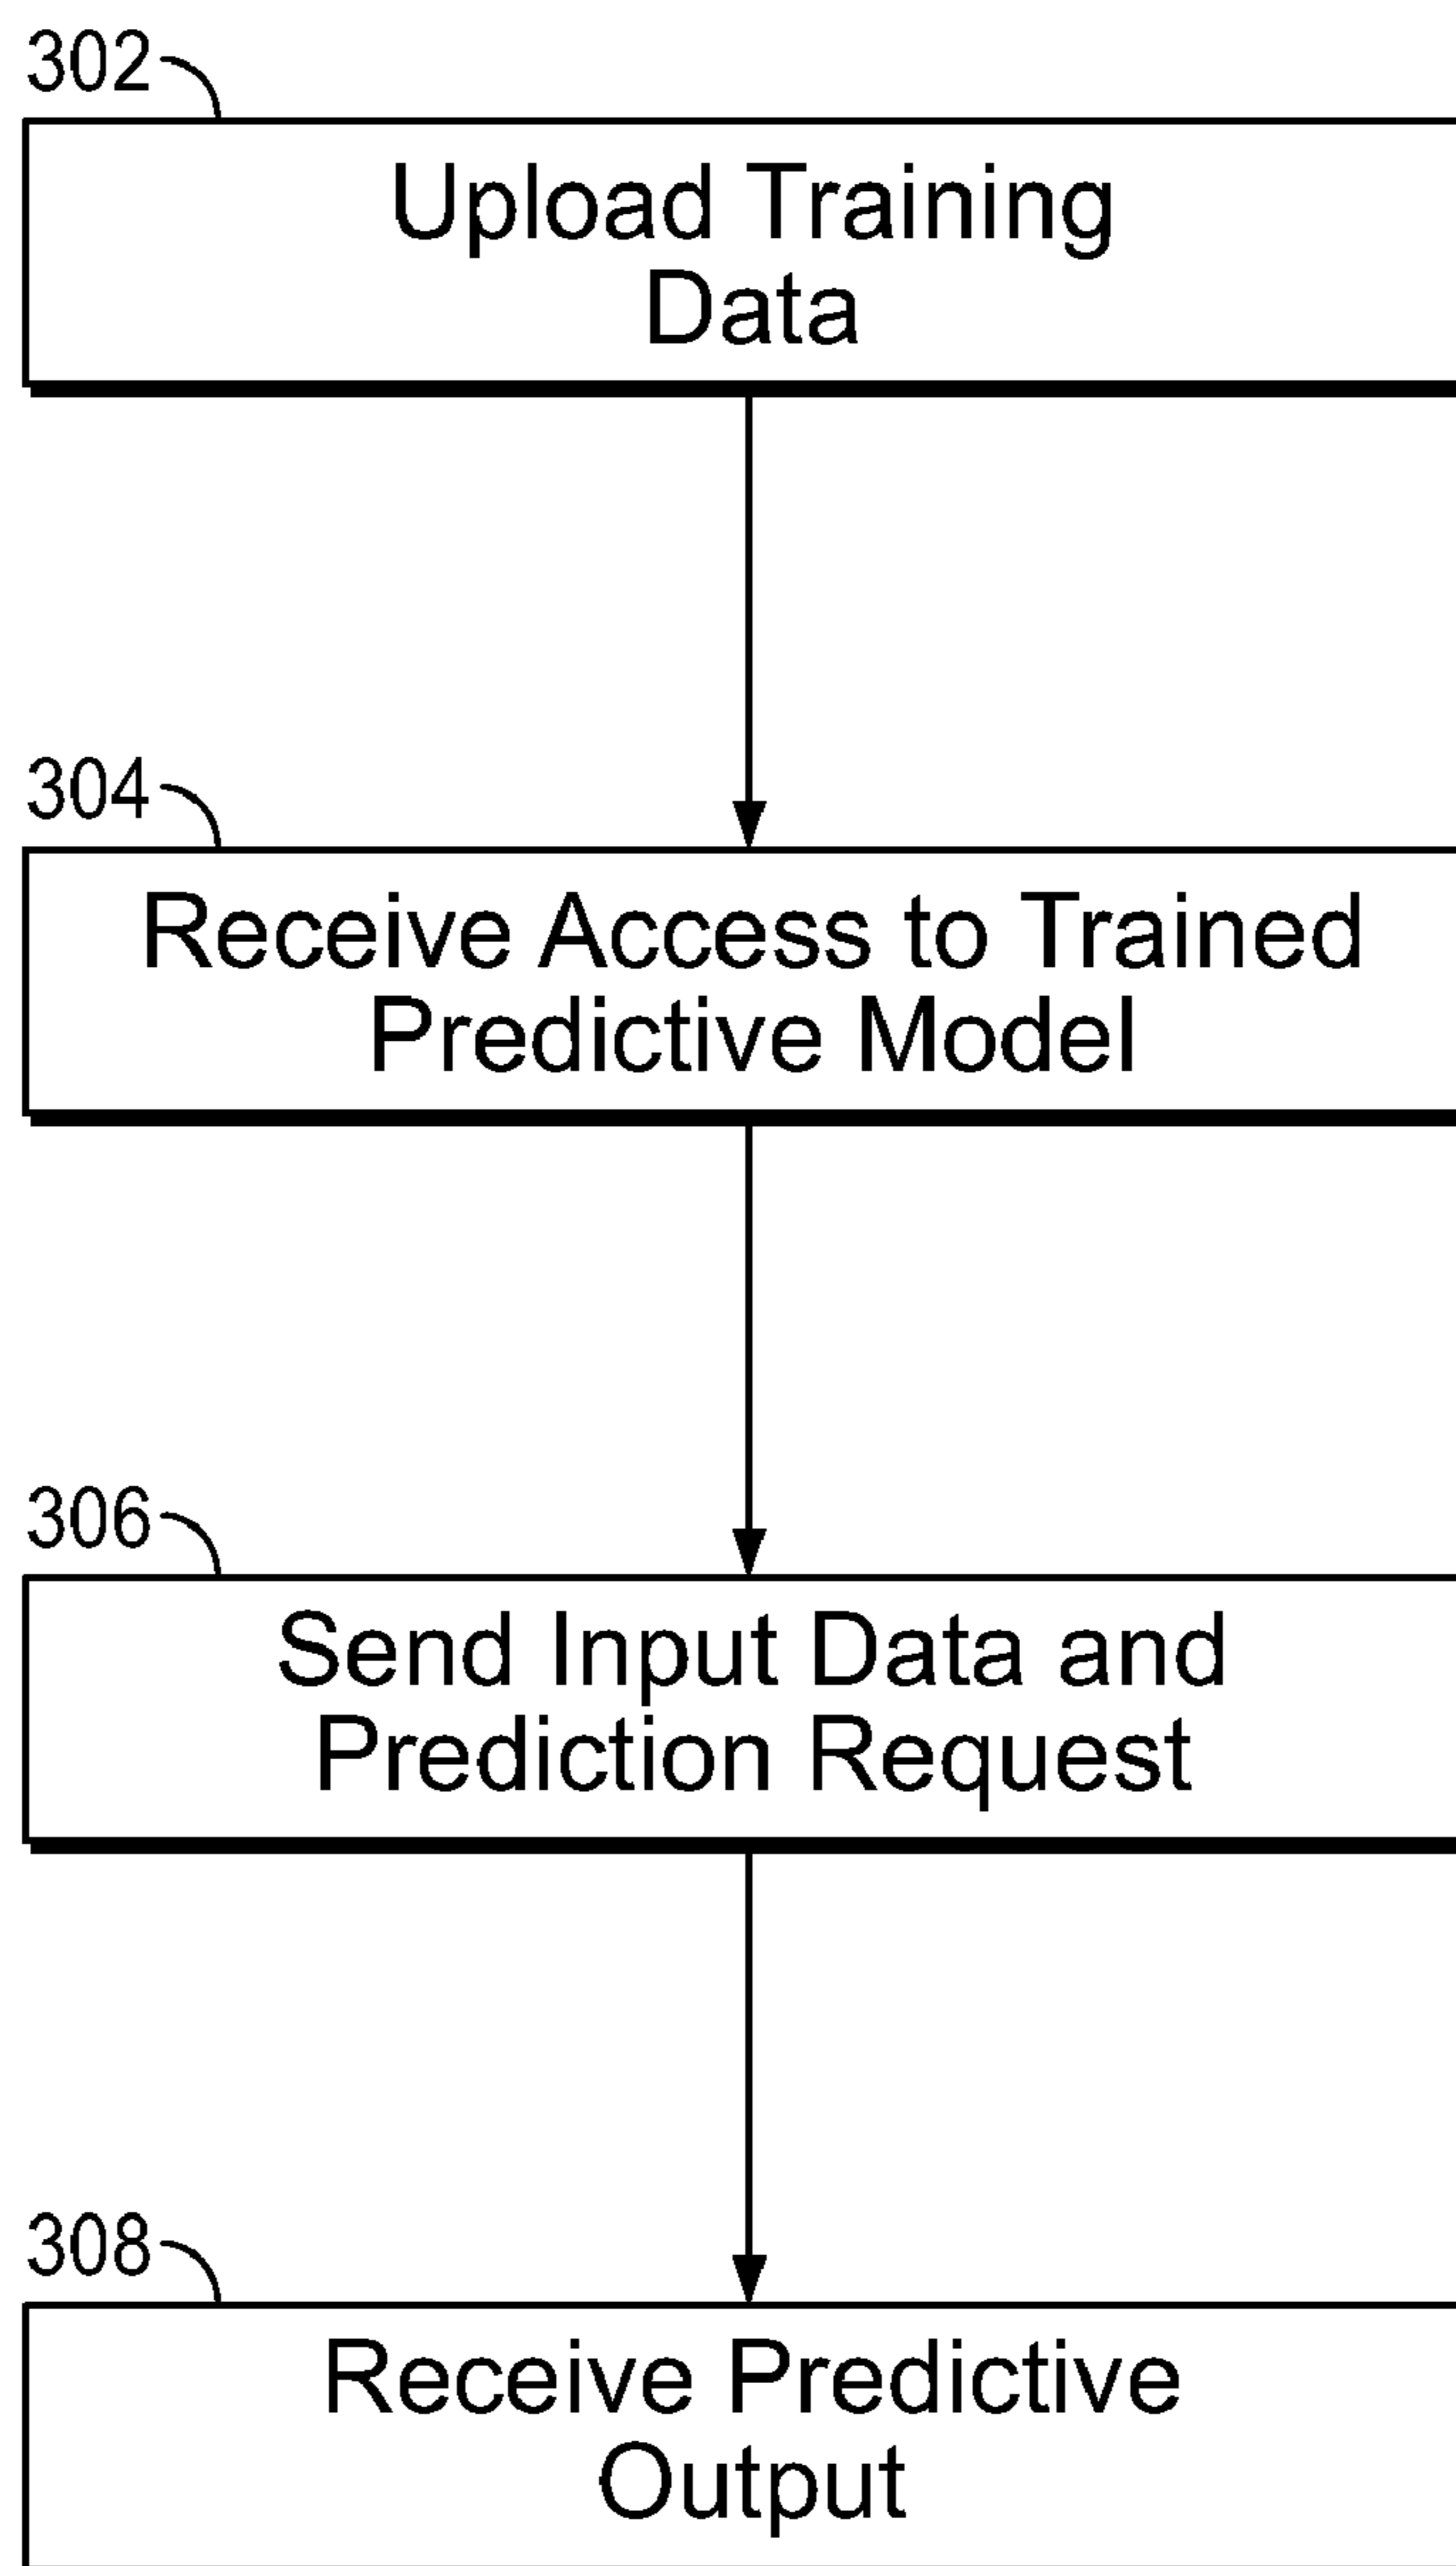 302
Upload Training
Data
304
Receive Access to Trained
Predictive Model
306
Send Input Data and
Prediction Request
308
Receive Predictive
Output